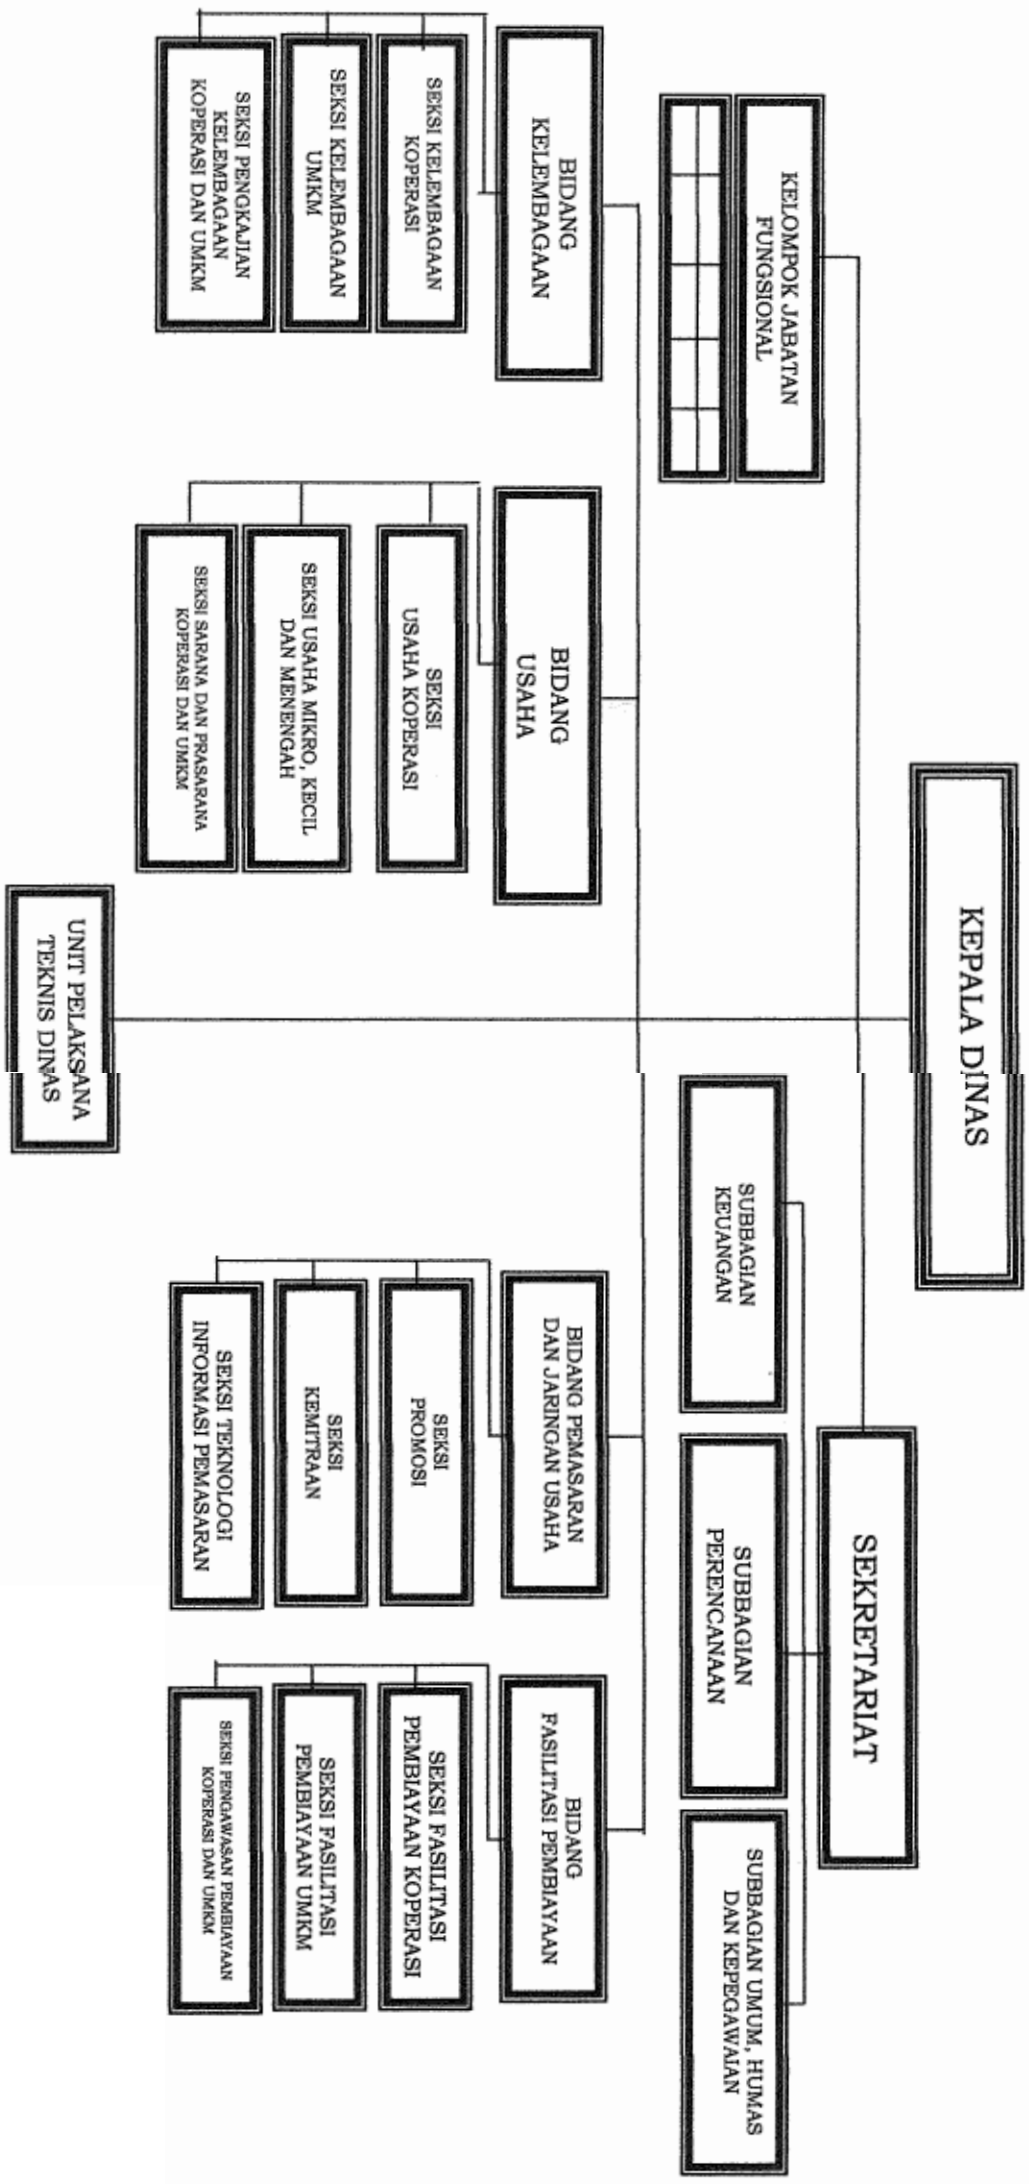 KEPALA DINAS
SEKRETARIAT
KELOMPOK JABATAN
FUNGSIONAL
SUBBAGIAN
KEUANGAN
SUBBAGIAN
PERENCANAAN
SUBBAGIAN UMUM, HUMAS
DAN KEPEGAWAIAN
BIDANG
KELEMBAGAAN
BIDANG
USAHA
BIDANG PEMASARAN
DAN JARINGAN USAHA
BIDANG
FASILITASI PEMBIAYAAN
SEKSI KELEMBAGAAN
KOPERASI
SEKSI KELEMBAGAAN
UMKM
SEKSI PENGKAJIAN
KELEMBAGAAN
KOPERASI DAN UMKM
SEKSI
USAHA KOPERASI
SEKSI USAHA MIKRO, KECIL
DAN MENENGAH
SEKSI SARANA DAN PRASARANA
KOPERASI DAN UMKM
SEKSI
PROMOSI
SEKSI
KEMITRAAN
SEKSI TEKNOLOGI
INFORMASI PEMASARAN
SEKSI FASILITASI
PEMBIAYAAN KOPERASI
SEKSI FASILITASI
PEMBIAYAAN UMKM
SEKSI PENGAWASAN PEMBIAYAAN
KOPERASI DAN UMKM
UNIT PELAKSANA
TEKNIS DINAS